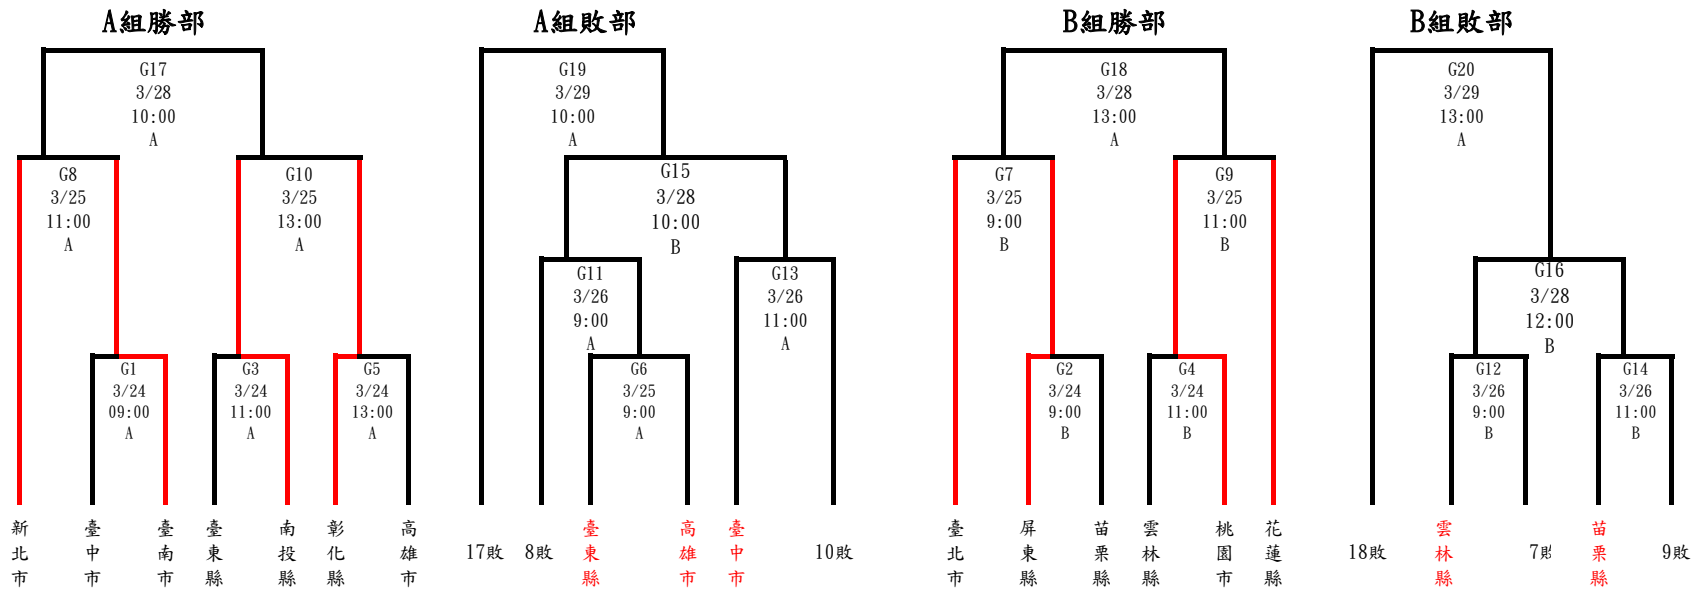 A組勝部
A組敗部
B組勝部
B組敗部
G17
3/28
10:00
A
G19
3/29
10:00
A
G18
3/28
13:00
A
G20
3/29
13:00
A
G8
3/25
11:00
A
G10
3/25
13:00
A
G15
3/28
10:00
B
G7
3/25
9:00
B
G9
3/25
11:00
B
G11
3/26
9:00
A
G13
3/26
11:00
A
G16
3/28
12:00
B
G1
3/24
09:00
A
G3
3/24
11:00
A
G5
3/24
13:00
A
G6
3/25
9:00
A
G2
3/24
9:00
B
G4
3/24
11:00
B
G12
3/26
9:00
B
G14
3/26
11:00
B
新北市
臺中市
臺南市
臺東縣
南投縣
彰化縣
高雄市
17敗
8敗
臺東縣
高雄市
臺中市
10敗
臺北市
屏東縣
苗栗縣
雲林縣
桃園市
花蓮縣
18敗
雲林縣
7敗
苗栗縣
9敗